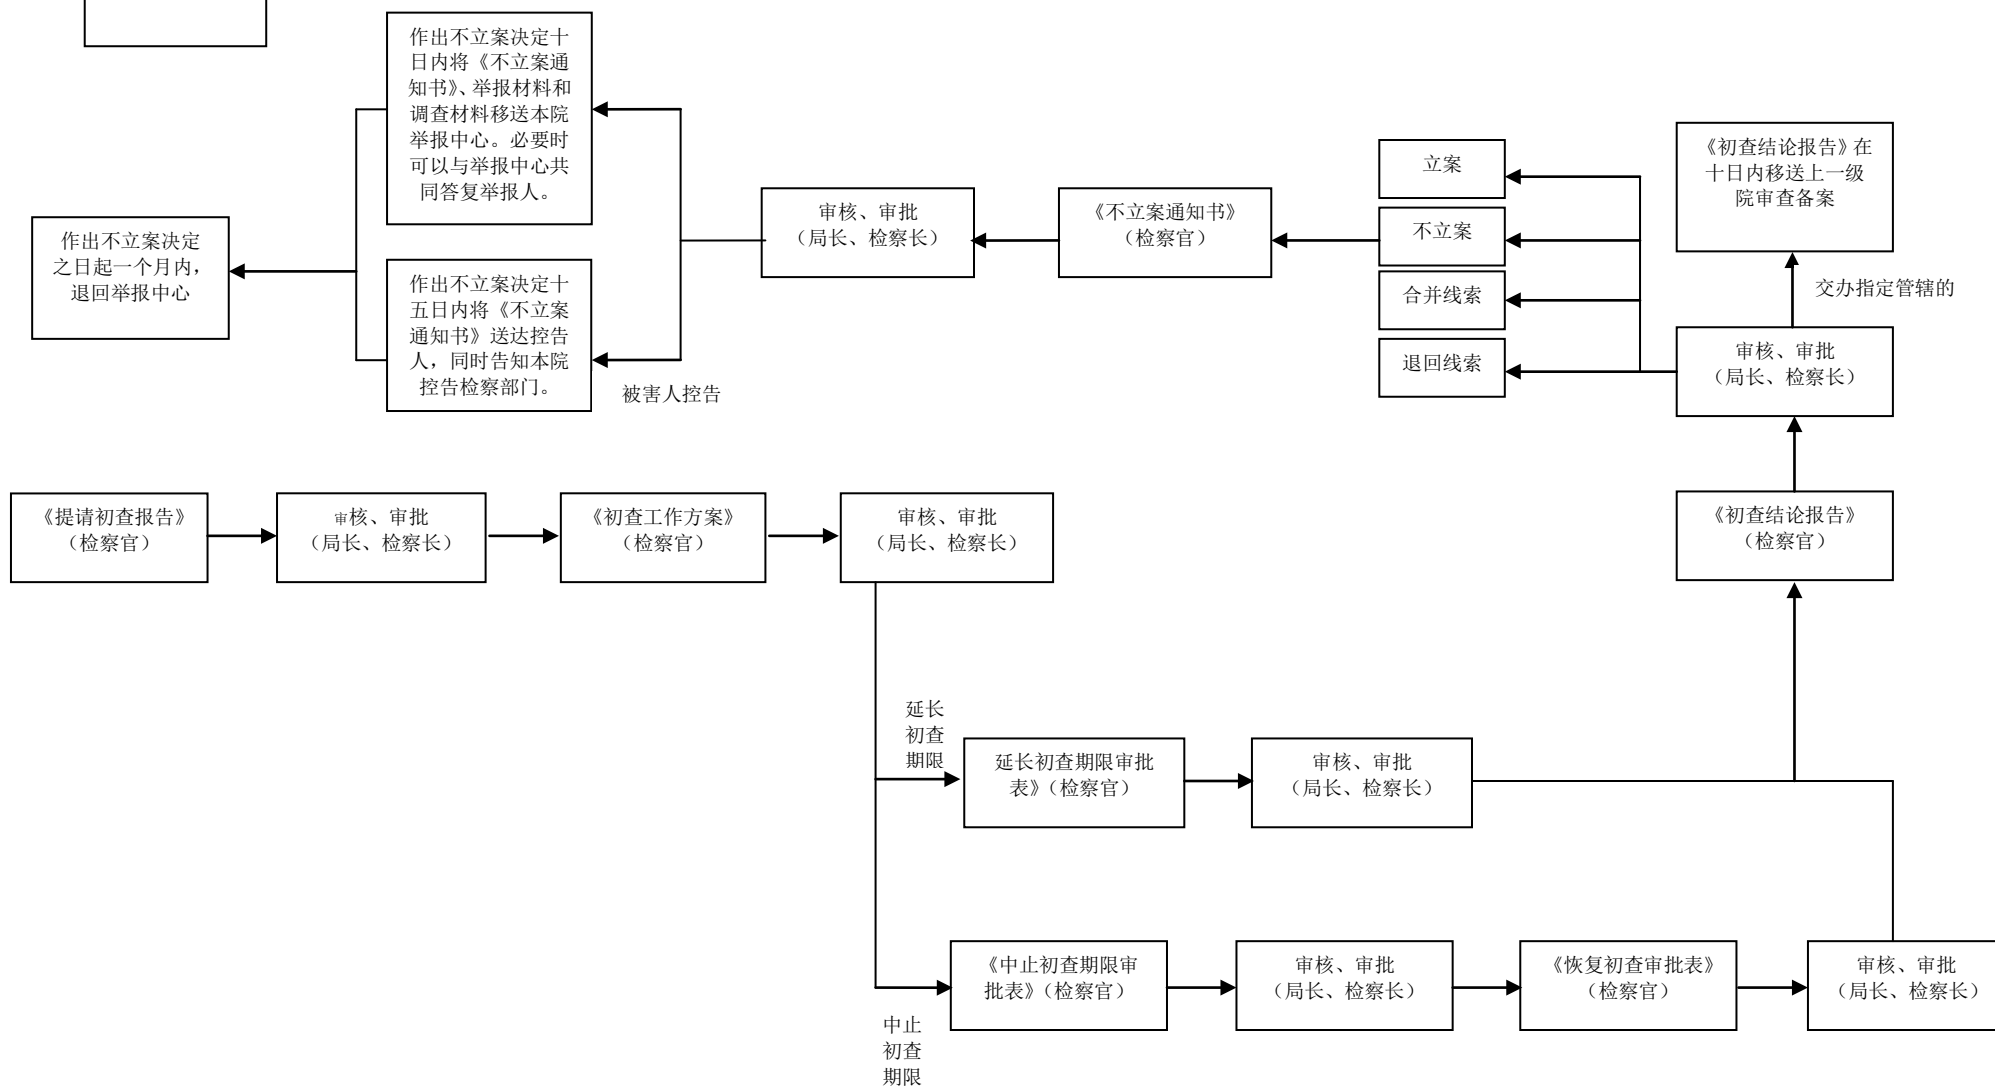 作出不立案决定十
日内将《不立案通
知书》、举报材料和
调查材料移送本院
举报中心。必要时
可以与举报中心共
同答复举报人。
《初查结论报告》在
十日内移送上一级
院审查备案
立案
审核、审批
（局长、检察长）
《不立案通知书》
（检察官）
不立案
作出不立案决定
之日起一个月内，
退回举报中心
作出不立案决定十
五日内将《不立案
通知书》送达控告
人，同时告知本院
控告检察部门。
被害人控告
合并线索
交办指定管辖的
退回线索
审核、审批
（局长、检察长）
《提请初查报告》
（检察官）
审核、审批
（局长、检察长）
《初查工作方案》
（检察官）
审核、审批
（局长、检察长）
《初查结论报告》
（检察官）
延长
初查
期限
延长初查期限审批
表》（检察官）
审核、审批
（局长、检察长）
《中止初查期限审
批表》（检察官）
审核、审批
（局长、检察长）
《恢复初查审批表》
（检察官）
审核、审批
（局长、检察长）
中止
初查
期限